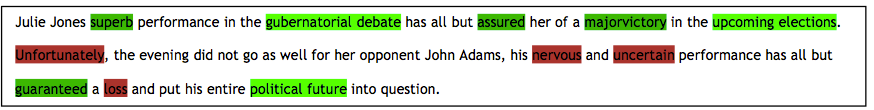 Julie Jones superb performance in the gubernatorial debate has all but assured her of a majorvictory in the upcoming elections.
Unfortunately, the evening did not go as well for her opponent John Adams, his nervous and uncertain performance has all but
guaranteed a loss and put his entire political future into question.